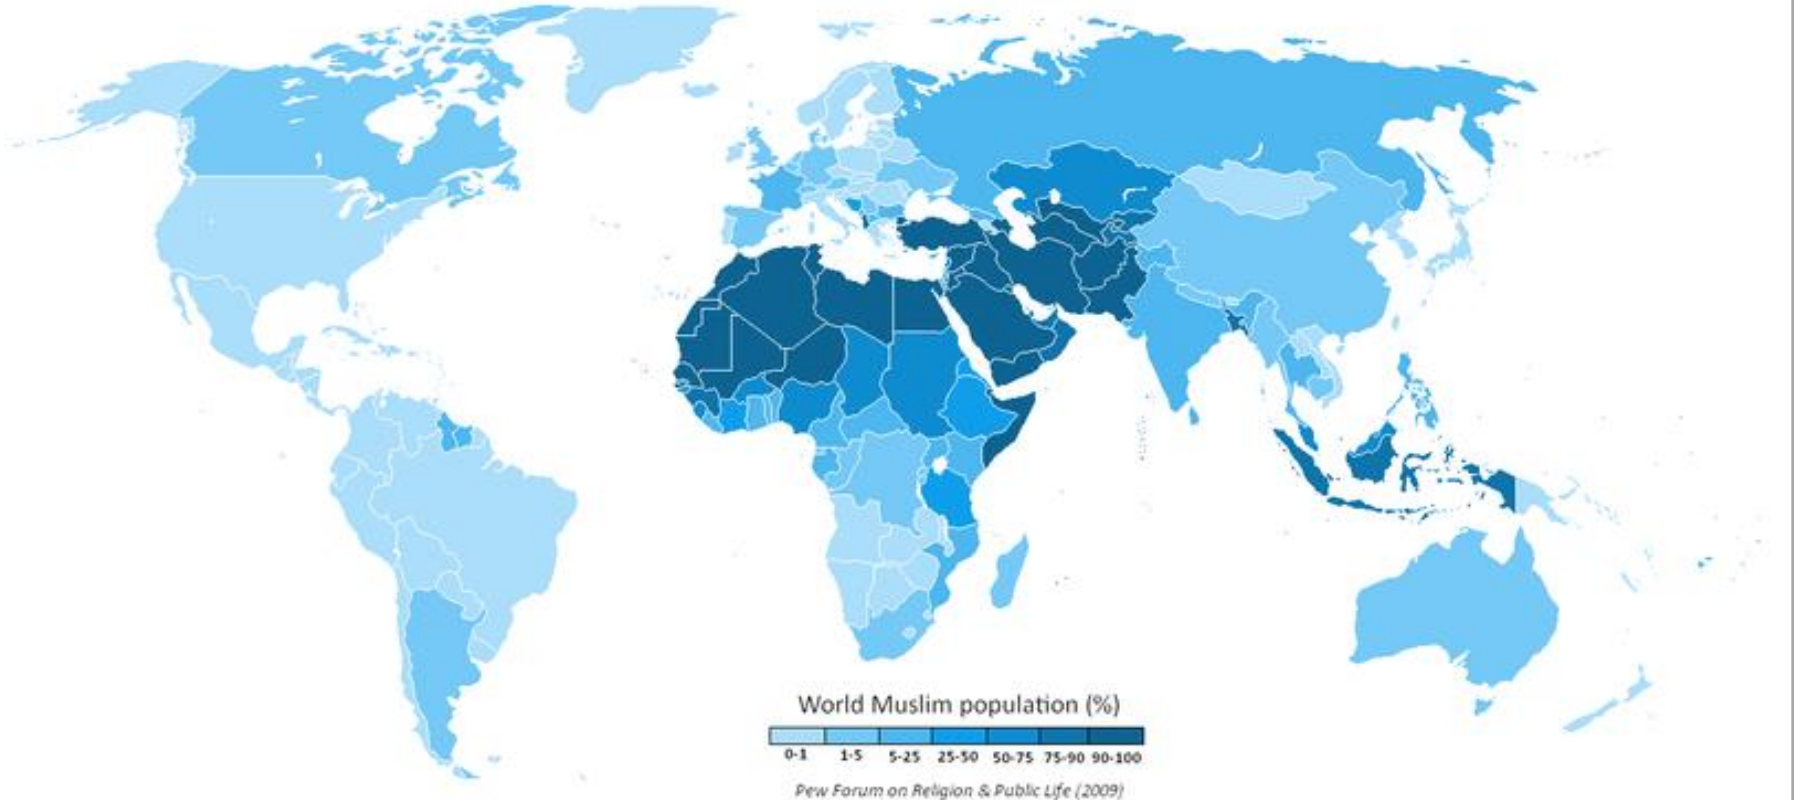 World Muslim population (%)
0-1 1-5 5-25 25-50 50-75 75-90 90-100
Pew Forum on Religion & Public Life (2009)